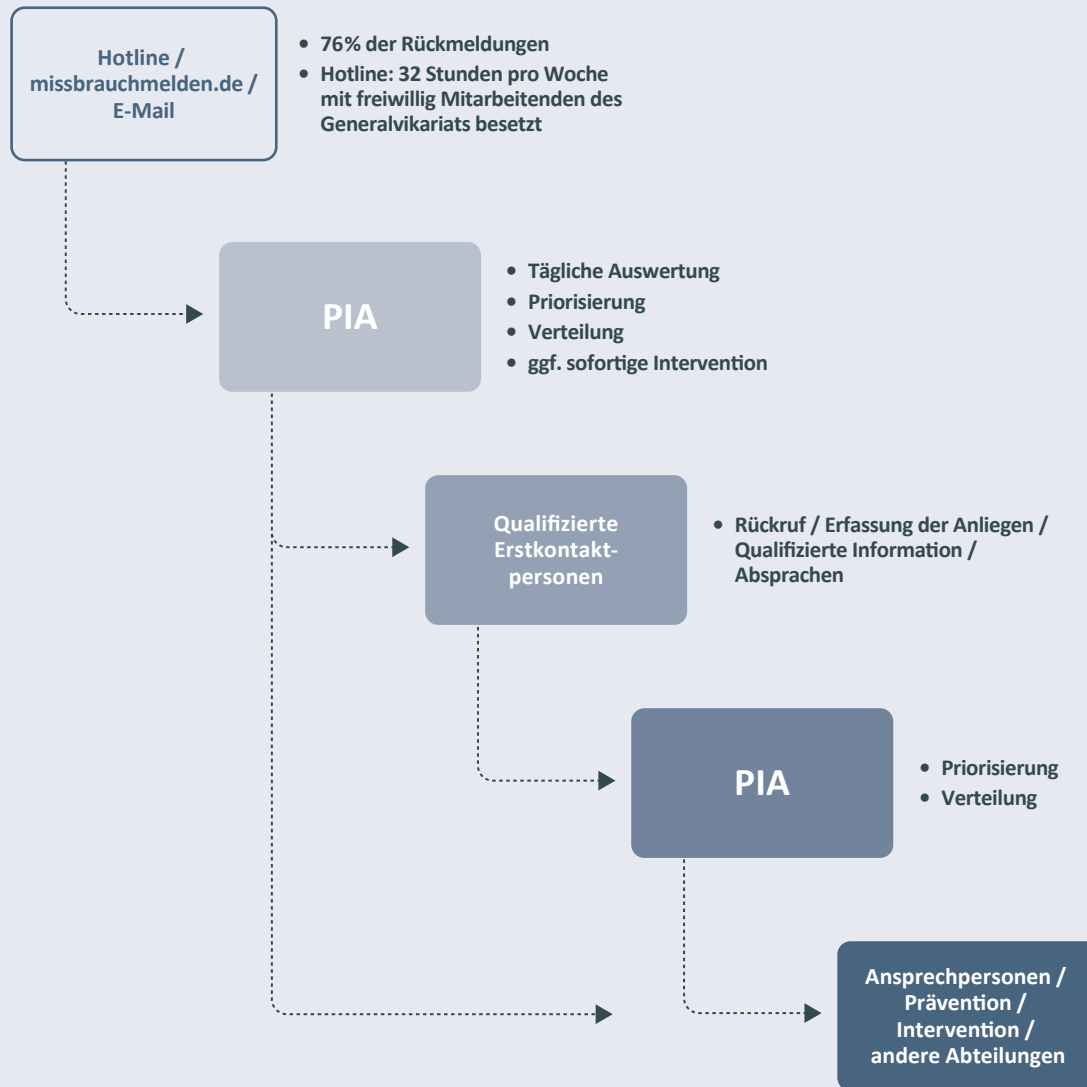 Hotline /
missbrauchmelden.de /
E-Mail
• 76% der Rückmeldungen
• Hotline: 32 Stunden pro Woche
mit freiwillig Mitarbeitenden des
Generalvikariats besetzt
PIA
• Tägliche Auswertung
• Priorisierung
• Verteilung
• ggf. sofortige Intervention
Qualifizierte
Erstkontakt-
personen
• Rückruf / Erfassung der Anliegen /
Qualifizierte Information /
Absprachen
PIA
• Priorisierung
• Verteilung
Ansprechpersonen /
Prävention /
Intervention /
andere Abteilungen